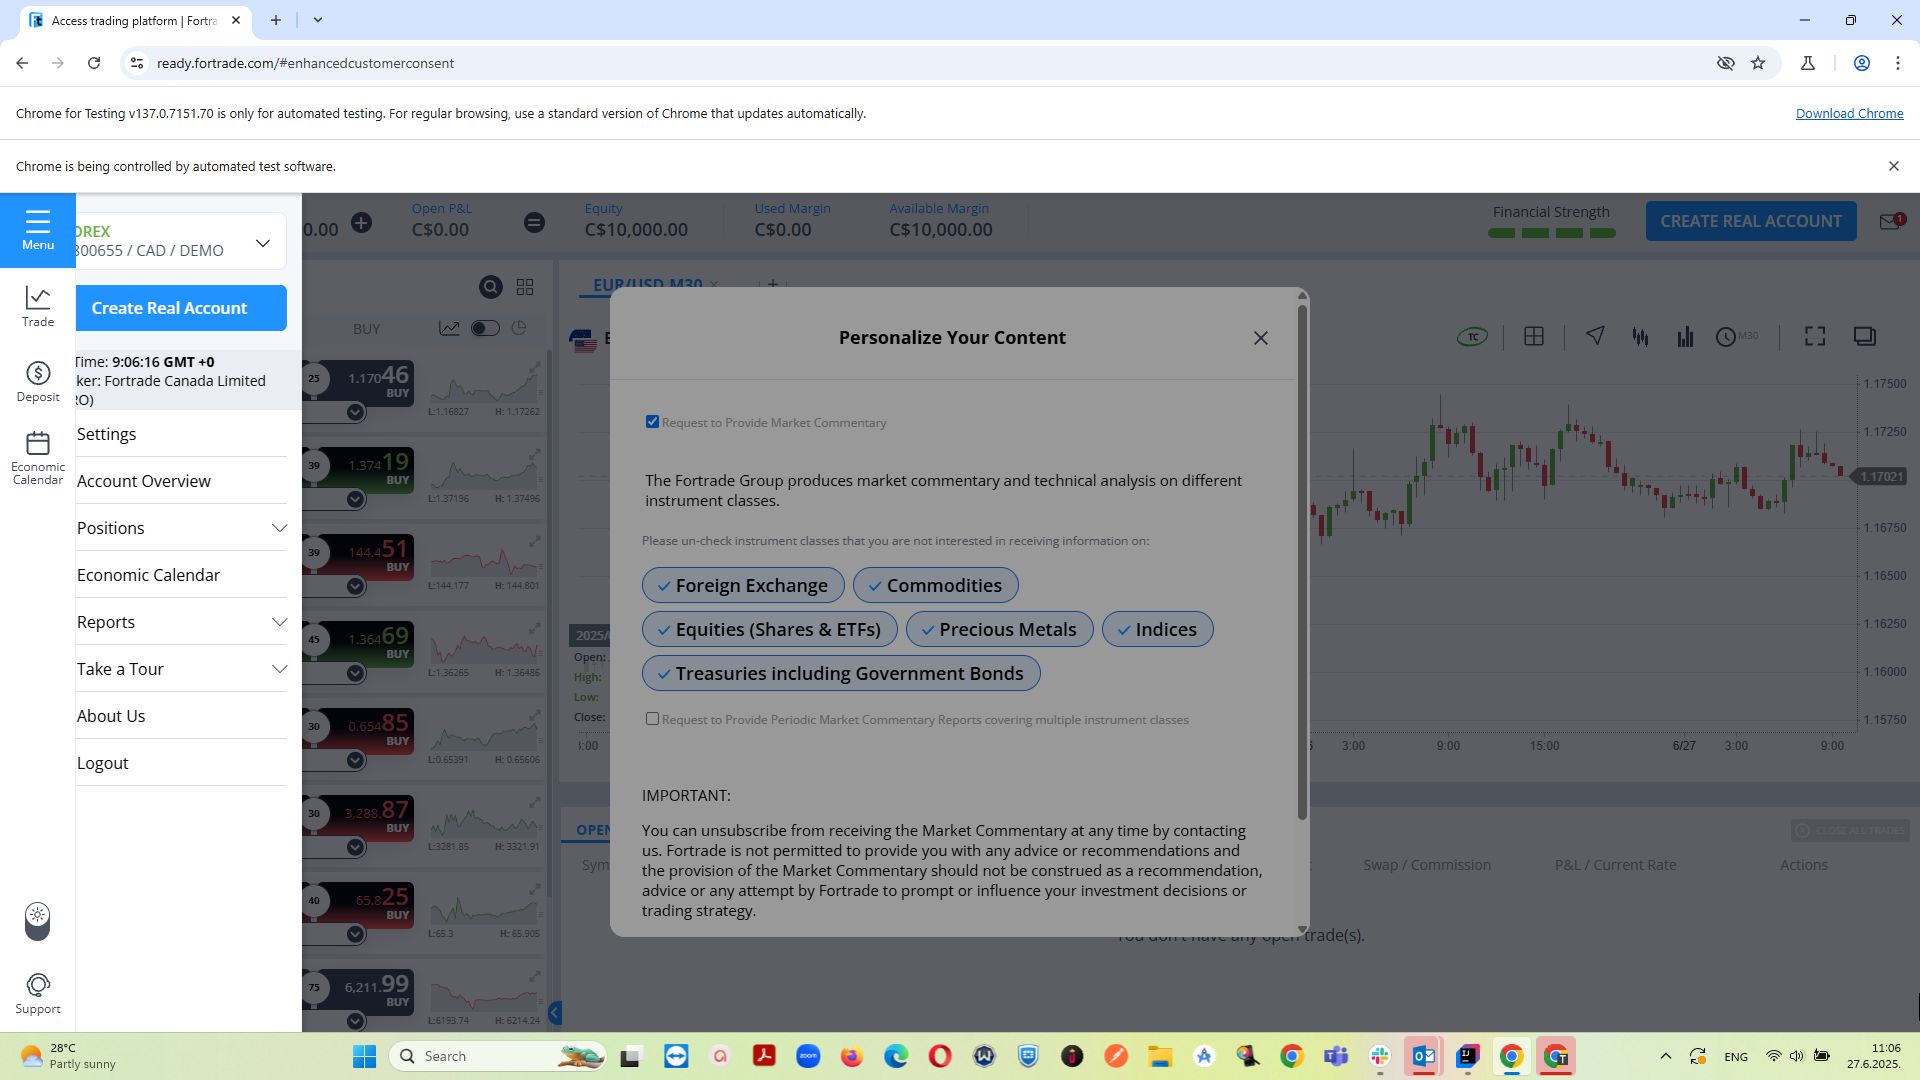 Access trading platform | Fortra
ready.fortrade.com/#enhancedcustomerconsent
Chrome for Testing v137.0.7151.70 is only for automated testing. For regular browsing, use a standard version of Chrome that updates automatically.
Download Chrome
Chrome is being controlled by automated test software.
Menu
Trade
Deposit
Economic
Calendar
Support
OREX
300655 / CAD / DEMO
Create Real Account
Time: 9:06:16 GMT +0
ker: Fortrade Canada Limited
RO)
Settings
Account Overview
Positions
Economic Calendar
Reports
Take a Tour
About Us
Logout
0.00
Open P&L
C$0.00
Equity
C$10,000.00
Used Margin
C$0.00
Available Margin
C$10,000.00
Financial Strength
CREATE REAL ACCOUNT
1
BUY
25
1.17046
BUY
L:1.16827
H: 1.17262
39
1.37419
BUY
L:1.37196
H: 1.37496
39
144.451
BUY
L:144.177
H: 144.801
45
1.36469
BUY
L:1.36265
H: 1.36486
30
0.65485
BUY
L:0.65391
H: 0.65606
30
3,288.87
BUY
L:3281.85
H: 3321.91
40
65.825
BUY
L:65.3
H: 65.905
75
6,211.99
BUY
L:6193.74
H: 6214.24
EUR/USD M30
E
TC
M30
2025/0
Open:
High:
Low:
Close:
1.17500
1.17250
1.17021
1.16750
1.16500
1.16250
1.16000
1.15750
1:00
3:00
9:00
15:00
6/27
3:00
9:00
Personalize Your Content
Request to Provide Market Commentary
The Fortrade Group produces market commentary and technical analysis on different
instrument classes.
Please un-check instrument classes that you are not interested in receiving information on:
Foreign Exchange
Commodities
Equities (Shares & ETFs)
Precious Metals
Indices
Treasuries including Government Bonds
Request to Provide Periodic Market Commentary Reports covering multiple instrument classes
IMPORTANT:
You can unsubscribe from receiving the Market Commentary at any time by contacting
us. Fortrade is not permitted to provide you with any advice or recommendations and
the provision of the Market Commentary should not be construed as a recommendation,
advice or any attempt by Fortrade to prompt or influence your investment decisions or
trading strategy.
OPEN
CLOSE ALL TRADES
Sym
Swap / Commission
P&L / Current Rate
Actions
You don't have any open trade(s).
28°C
Partly sunny
Search
ENG
11:06
27.6.2025.